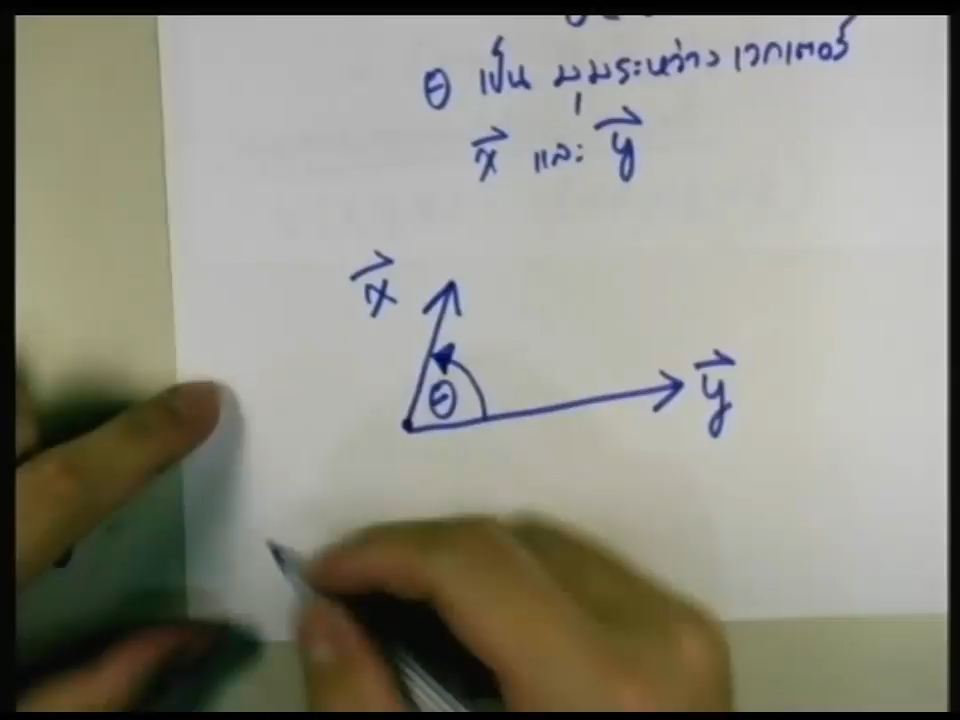 θ เป็น มุมระหว่าง เวกเตอร์
x⃗ และ y⃗
x⃗
θ
y⃗